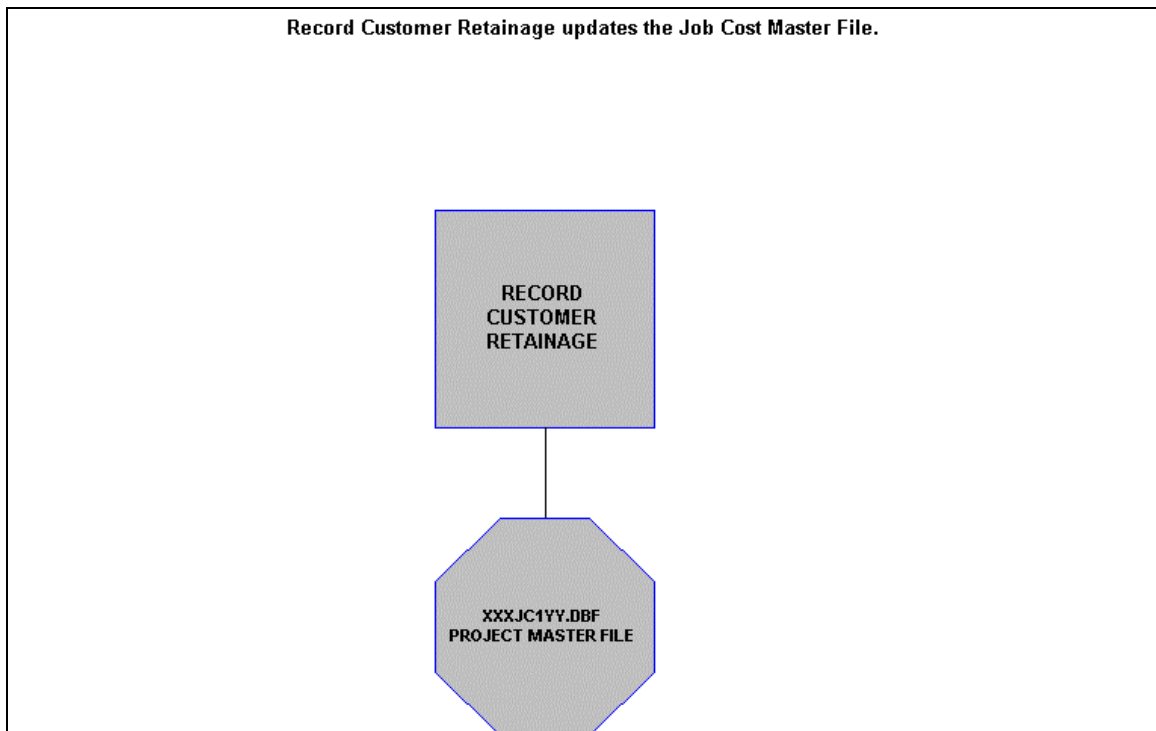 Record Customer Retainage updates the Job Cost Master File.
RECORD
CUSTOMER
RETAINAGE
XXXJC1YY.DBF
PROJECT MASTER FILE